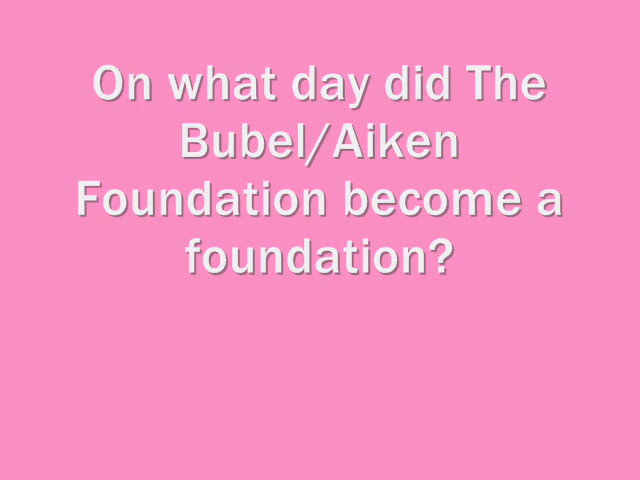 On what day did The
Bubel/Aiken
Foundation become a
foundation?